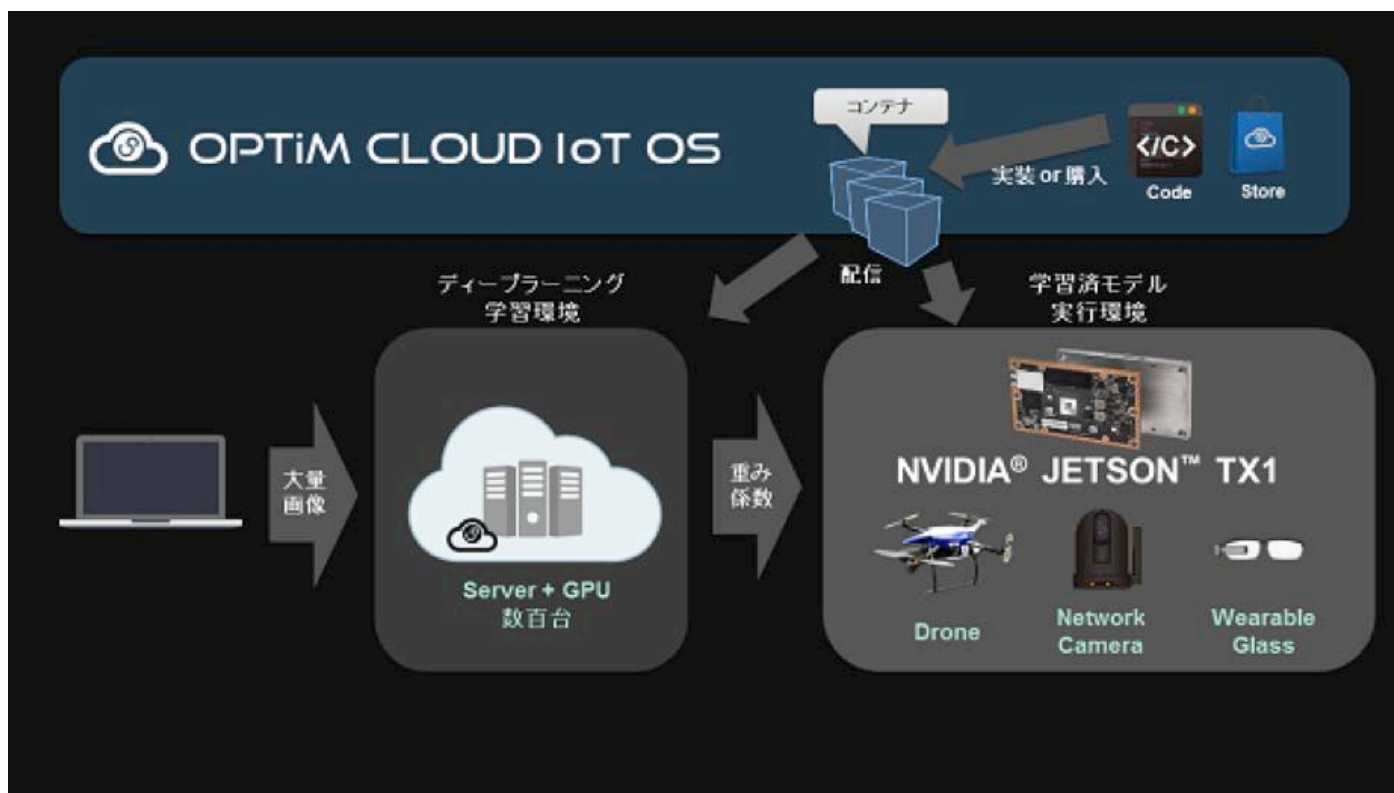 OPTiM CLOUD IoT OS
コンテナ
</C>
Code
Store
実装or購入
配信
ディープラーニング
学習環境
学習済モデル
実行環境
大量
画像
Server + GPU
数百台
重み
係数
NVIDIA® JETSON™ TX1
Drone
Network
Camera
Wearable
Glass